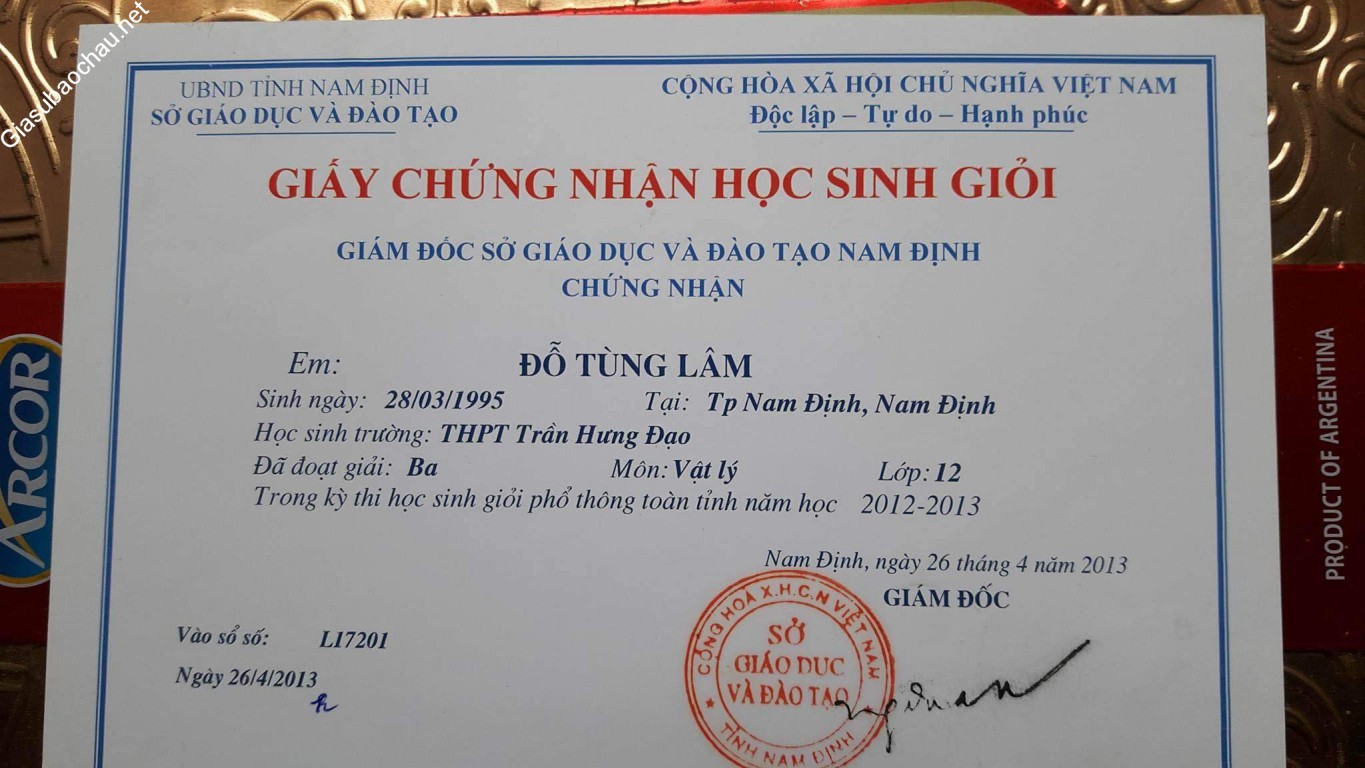 Giasubaochau.net
UBND TỈNH NAM ĐỊNH
SỞ GIÁO DỤC VÀ ĐÀO TẠO
CỘNG HÒA XÃ HỘI CHỦ NGHĨA VIỆT NAM
Độc lập – Tự do – Hạnh phúc
GIẤY CHỨNG NHẬN HỌC SINH GIỎI
GIÁM ĐỐC SỞ GIÁO DỤC VÀ ĐÀO TẠO NAM ĐỊNH
CHỨNG NHẬN
Em: ĐỖ TÙNG LÂM
Sinh ngày: 28/03/1995 Tại: Tp Nam Định, Nam Định
Học sinh trường: THPT Trần Hưng Đạo
Đã đoạt giải: Ba Môn: Vật lý Lớp: 12
Trong kỳ thi học sinh giỏi phổ thông toàn tỉnh năm học 2012-2013
Nam Định, ngày 26 tháng 4 năm 2013
GIÁM ĐỐC
Vào sổ số: L17201
Ngày 26/4/2013
CỘNG HOÀ X.H.C.N VIỆT NAM
SỞ
GIÁO DỤC
VÀ ĐÀO TẠO
TỈNH NAM ĐỊNH
ARCOR
PRODUCT OF ARGENTINA